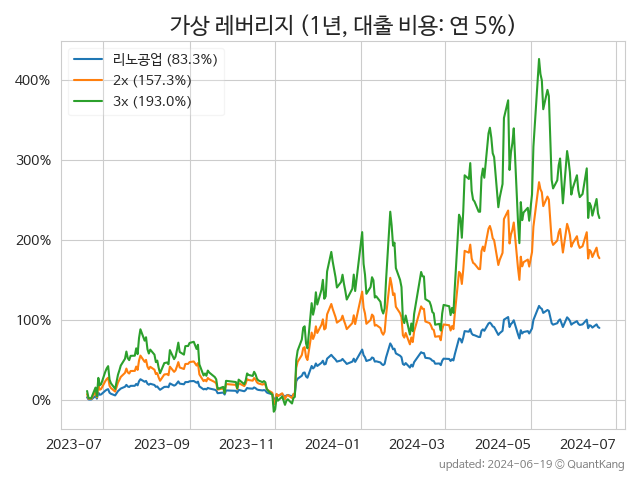 가상 레버리지 (1년, 대출 비용: 연 5%)
리노공업 (83.3%)
2x (157.3%)
3x (193.0%)
400%
300%
200%
100%
0%
2023-07 2023-09 2023-11 2024-01 2024-03 2024-05 2024-07
updated: 2024-06-19 © QuantKang